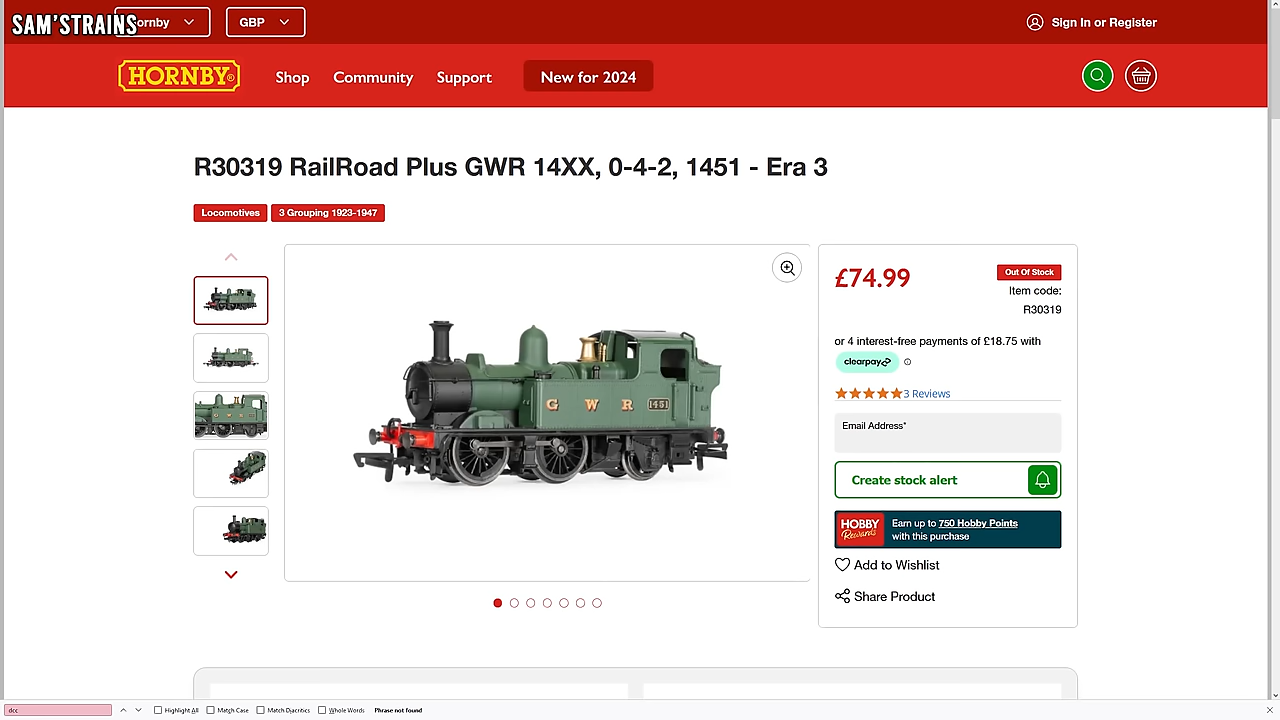 SAM'STRAINS
ornby
GBP
Sign In or Register
HORNBY®
Shop
Community
Support
New for 2024
R30319 RailRoad Plus GWR 14XX, 0-4-2, 1451 - Era 3
Locomotives
3 Grouping 1923-1947
G W R 1451
£74.99
Out Of Stock
Item code:
R30319
or 4 interest-free payments of £18.75 with
clearpay
3 Reviews
Email Address*
Create stock alert
HOBBY
Rewards
Earn up to 750 Hobby Points
with this purchase
Add to Wishlist
Share Product
dcc
Highlight All
Match Case
Match Diacritics
Whole Words
Phrase not found